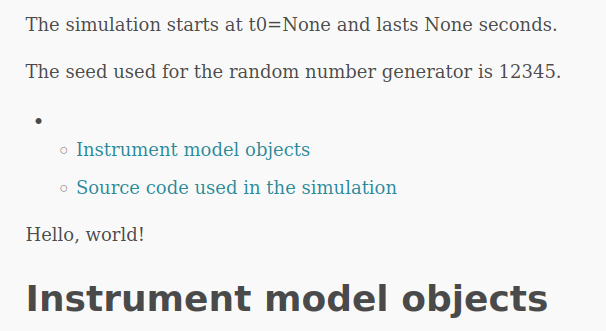 The simulation starts at t0=None and lasts None seconds.
The seed used for the random number generator is 12345.
Instrument model objects
Source code used in the simulation
Hello, world!
Instrument model objects